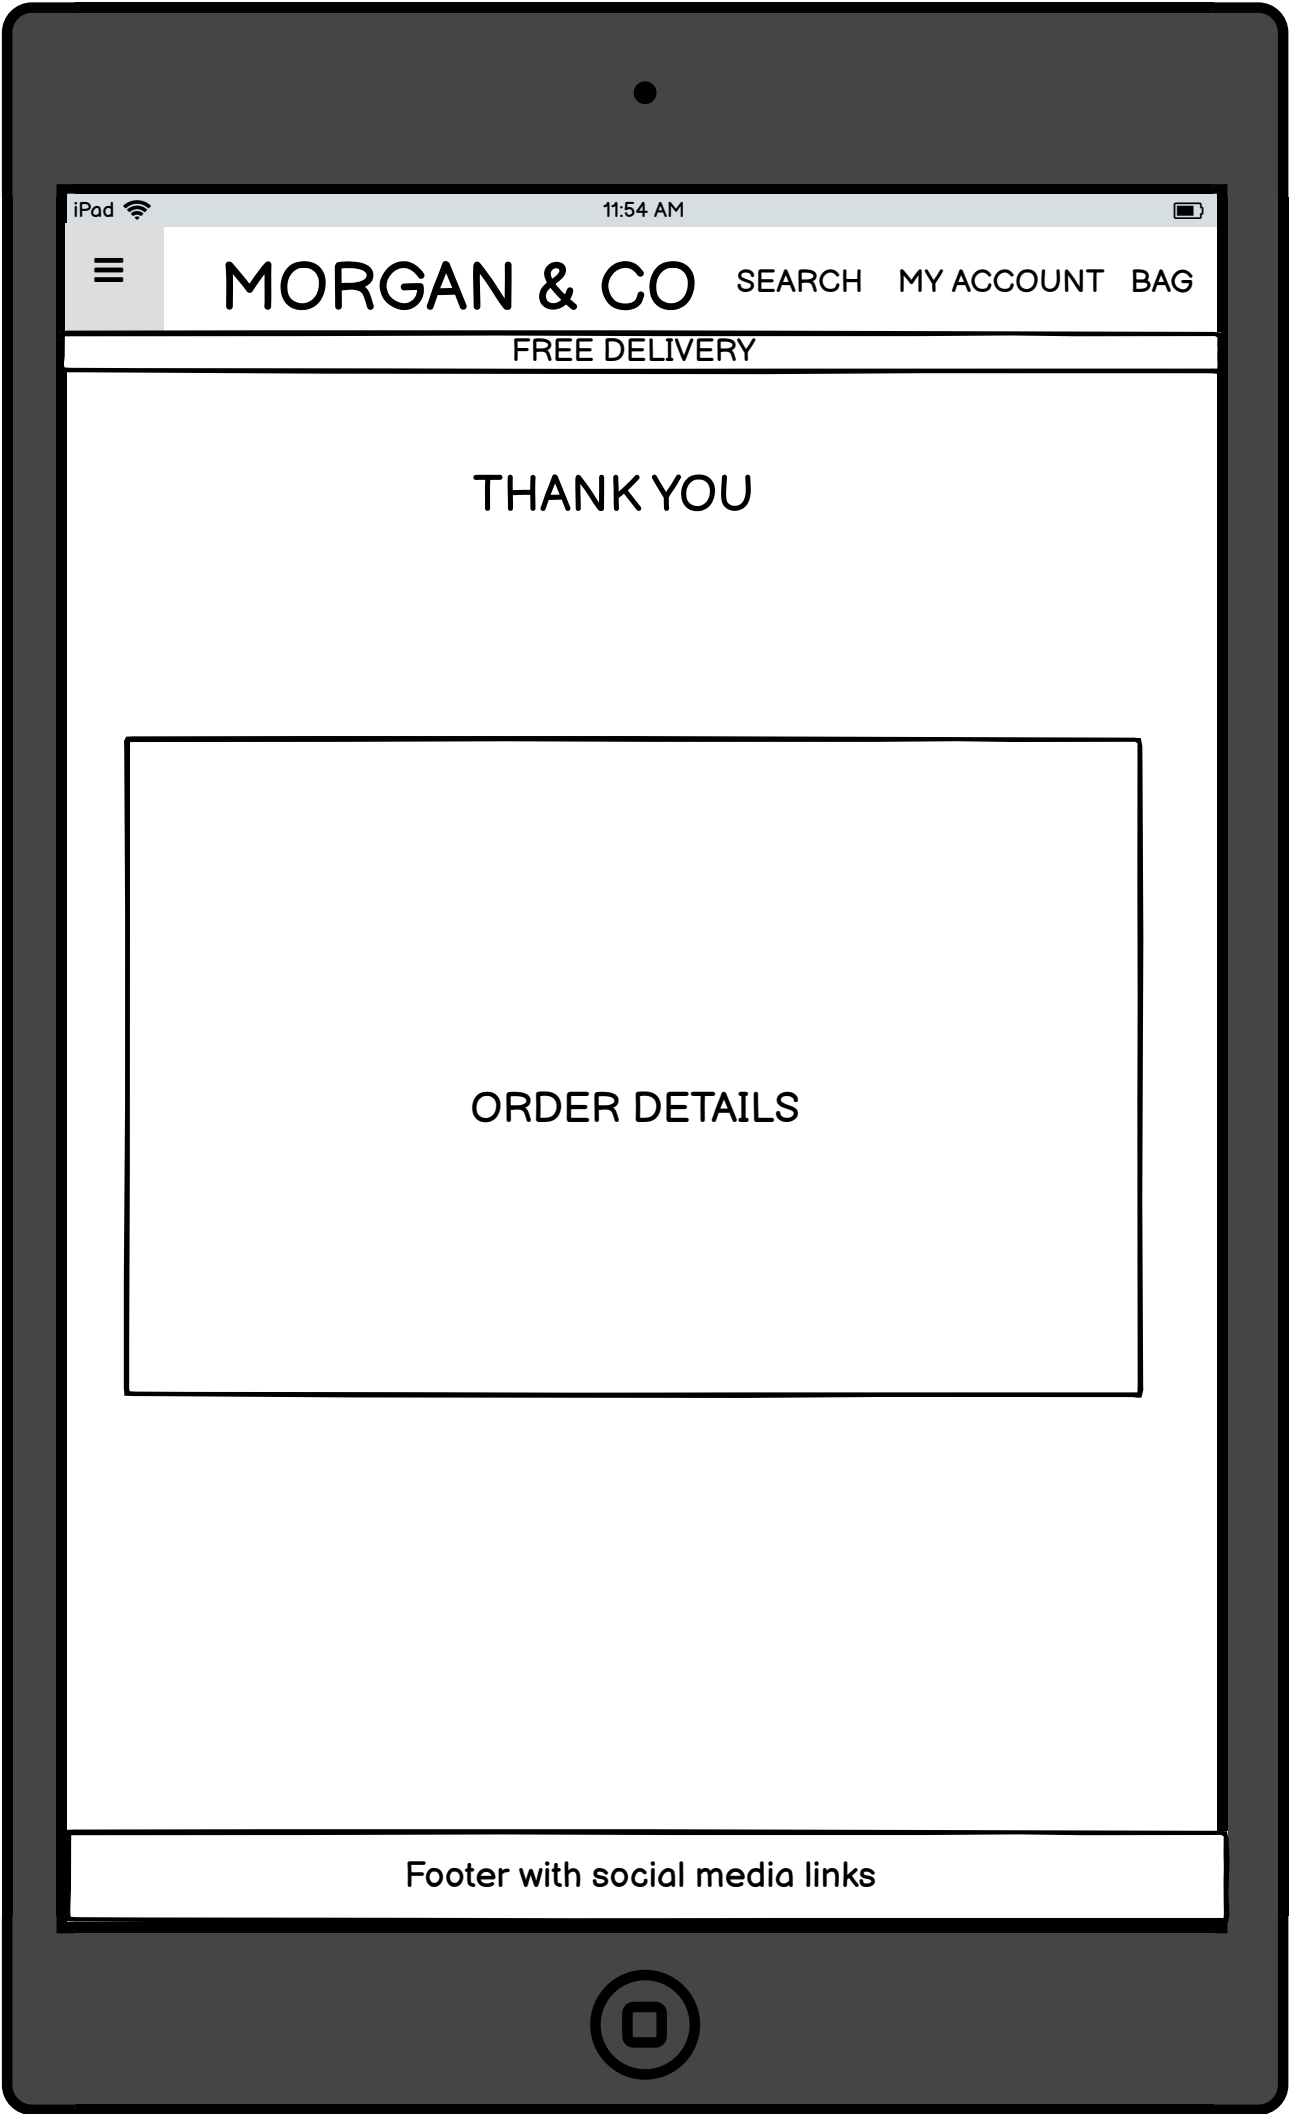 iPad 11:54 AM
MORGAN & CO SEARCH MY ACCOUNT BAG
FREE DELIVERY
THANK YOU
ORDER DETAILS
Footer with social media links